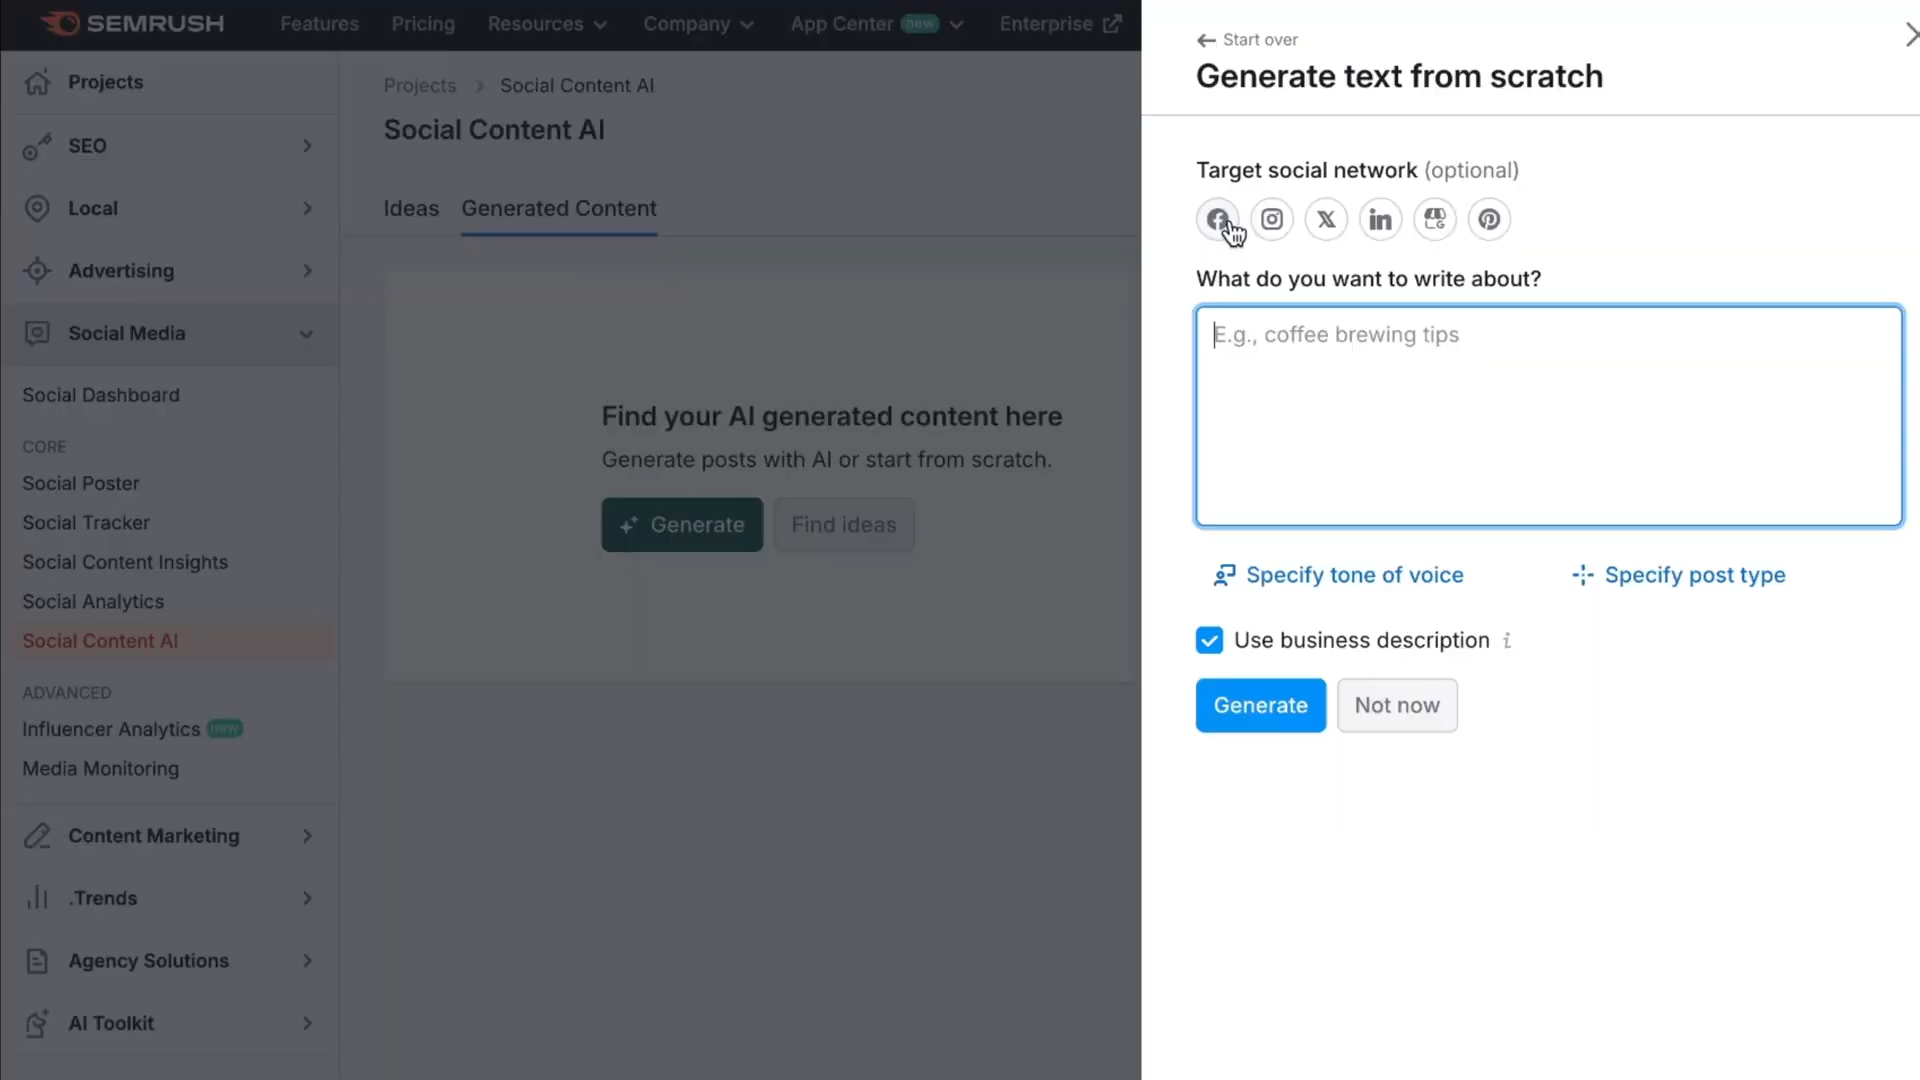 SEMRUSH
Features
Pricing
Resources
Company
App Center new
Enterprise
Projects
SEO
Local
Advertising
Social Media
Social Dashboard
CORE
Social Poster
Social Tracker
Social Content Insights
Social Analytics
Social Content AI
ADVANCED
Influencer Analytics new
Media Monitoring
Content Marketing
.Trends
Agency Solutions
AI Toolkit
Projects > Social Content AI
Social Content AI
Ideas
Generated Content
Find your AI generated content here
Generate posts with AI or start from scratch.
Generate
Find ideas
Start over
Generate text from scratch
Target social network (optional)
What do you want to write about?
E.g., coffee brewing tips
Specify tone of voice
Specify post type
Use business description i
Generate
Not now